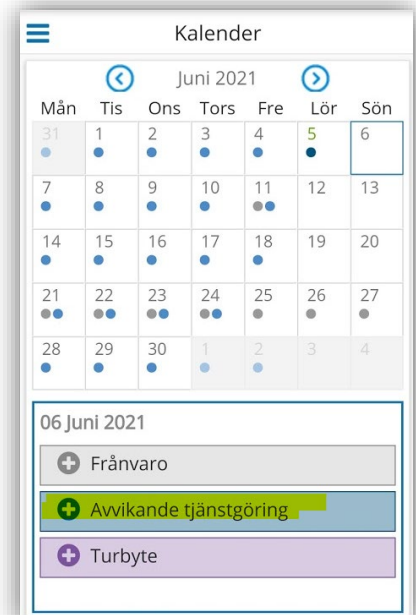 Kalender
Juni 2021
Mån Tis Ons Tors Fre Lör Sön
31 1 2 3 4 5 6
7 8 9 10 11 12 13
14 15 16 17 18 19 20
21 22 23 24 25 26 27
28 29 30 1 2 3 4
06 Juni 2021
Frånvaro
Avvikande tjänstgöring
Turbyte